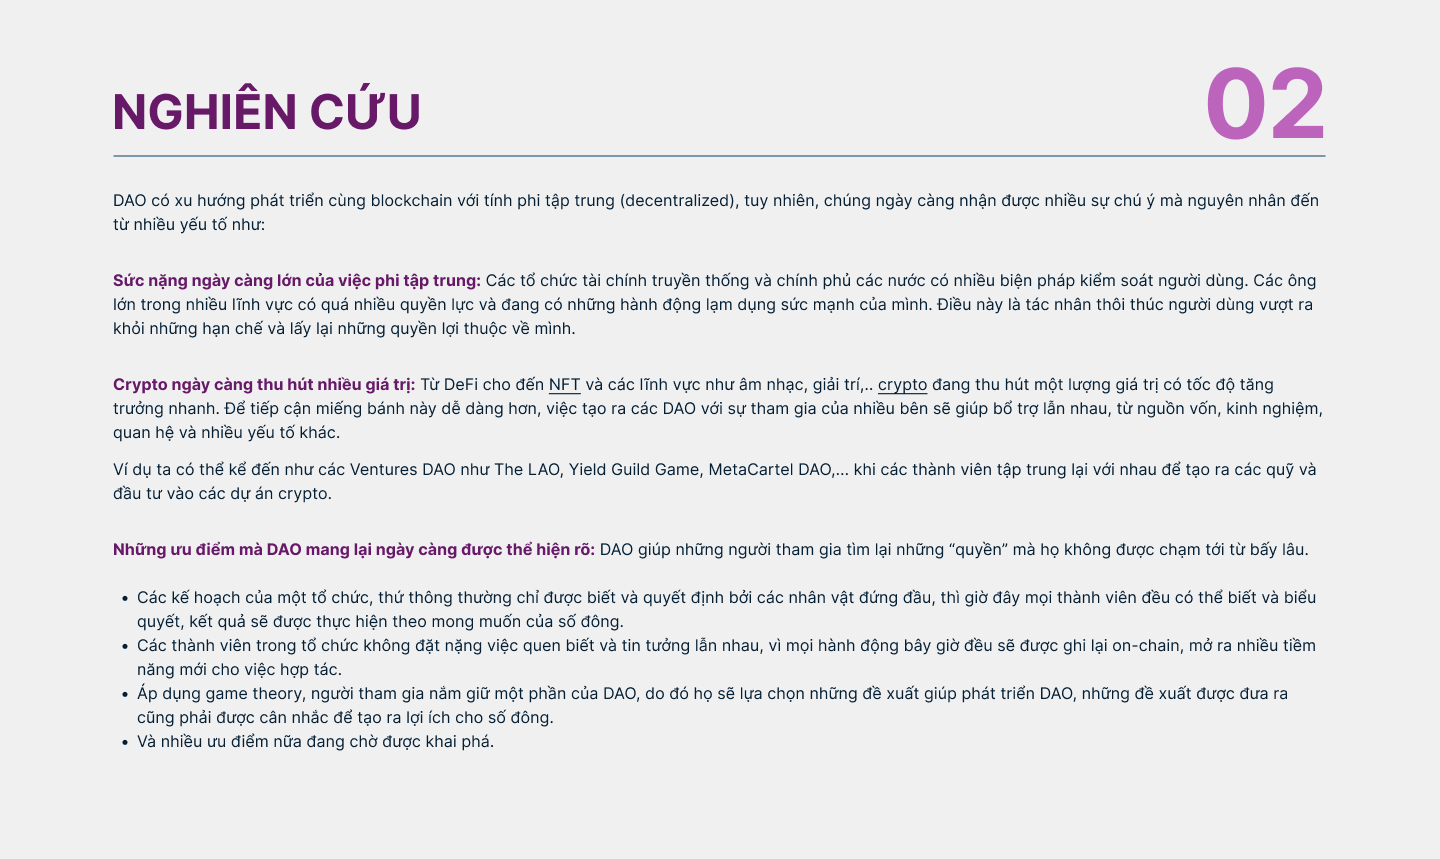 NGHIÊN CỨU
02
DAO có xu hướng phát triển cùng blockchain với tính phi tập trung (decentralized), tuy nhiên, chúng ngày càng nhận được nhiều sự chú ý mà nguyên nhân đến
từ nhiều yếu tố như:
Sức nặng ngày càng lớn của việc phi tập trung: Các tổ chức tài chính truyền thống và chính phủ các nước có nhiều biện pháp kiểm soát người dùng. Các ông
lớn trong nhiều lĩnh vực có quá nhiều quyền lực và đang có những hành động lạm dụng sức mạnh của mình. Điều này là tác nhân thôi thúc người dùng vượt ra
khỏi những hạn chế và lấy lại những quyền lợi thuộc về mình.
Crypto ngày càng thu hút nhiều giá trị: Từ DeFi cho đến NFT và các lĩnh vực như âm nhạc, giải trí,.. crypto đang thu hút một lượng giá trị có tốc độ tăng
trưởng nhanh. Để tiếp cận miếng bánh này dễ dàng hơn, việc tạo ra các DAO với sự tham gia của nhiều bên sẽ giúp bổ trợ lẫn nhau, từ nguồn vốn, kinh nghiệm,
quan hệ và nhiều yếu tố khác.
Ví dụ ta có thể kể đến như các Ventures DAO như The LAO, Yield Guild Game, MetaCartel DAO,... khi các thành viên tập trung lại với nhau để tạo ra các quỹ và
đầu tư vào các dự án crypto.
Những ưu điểm mà DAO mang lại ngày càng được thể hiện rõ: DAO giúp những người tham gia tìm lại những “quyền” mà họ không được chạm tới từ bấy lâu.
• Các kế hoạch của một tổ chức, thứ thông thường chỉ được biết và quyết định bởi các nhân vật đứng đầu, thì giờ đây mọi thành viên đều có thể biết và biểu
quyết, kết quả sẽ được thực hiện theo mong muốn của số đông.
• Các thành viên trong tổ chức không đặt nặng việc quen biết và tin tưởng lẫn nhau, vì mọi hành động bây giờ đều sẽ được ghi lại on-chain, mở ra nhiều tiềm
năng mới cho việc hợp tác.
• Áp dụng game theory, người tham gia nắm giữ một phần của DAO, do đó họ sẽ lựa chọn những đề xuất giúp phát triển DAO, những đề xuất được đưa ra
cũng phải được cân nhắc để tạo ra lợi ích cho số đông.
• Và nhiều ưu điểm nữa đang chờ được khai phá.